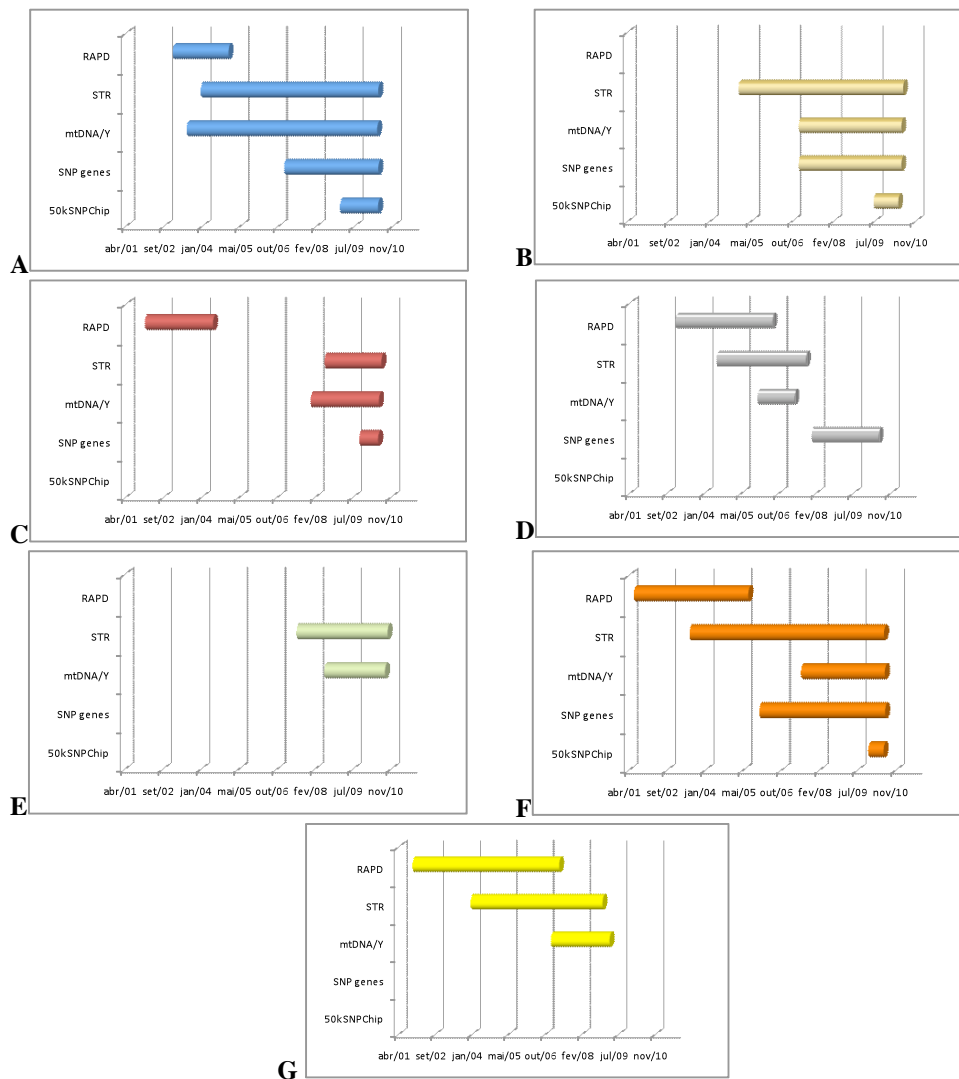 RAPD
STR
mtDNA/Y
SNP genes
50kSNPChip
abr/01 set/02 jan/04 mai/05 out/06 fev/08 jul/09 nov/10
A
RAPD
STR
mtDNA/Y
SNP genes
50kSNPChip
abr/01 set/02 jan/04 mai/05 out/06 fev/08 jul/09 nov/10
B
RAPD
STR
mtDNA/Y
SNP genes
50kSNPChip
abr/01 set/02 jan/04 mai/05 out/06 fev/08 jul/09 nov/10
C
RAPD
STR
mtDNA/Y
SNP genes
50kSNPChip
abr/01 set/02 jan/04 mai/05 out/06 fev/08 jul/09 nov/10
D
RAPD
STR
mtDNA/Y
SNP genes
50kSNPChip
abr/01 set/02 jan/04 mai/05 out/06 fev/08 jul/09 nov/10
E
RAPD
STR
mtDNA/Y
SNP genes
50kSNPChip
abr/01 set/02 jan/04 mai/05 out/06 fev/08 jul/09 nov/10
F
RAPD
STR
mtDNA/Y
SNP genes
50kSNPChip
abr/01 set/02 jan/04 mai/05 out/06 fev/08 jul/09 nov/10
G